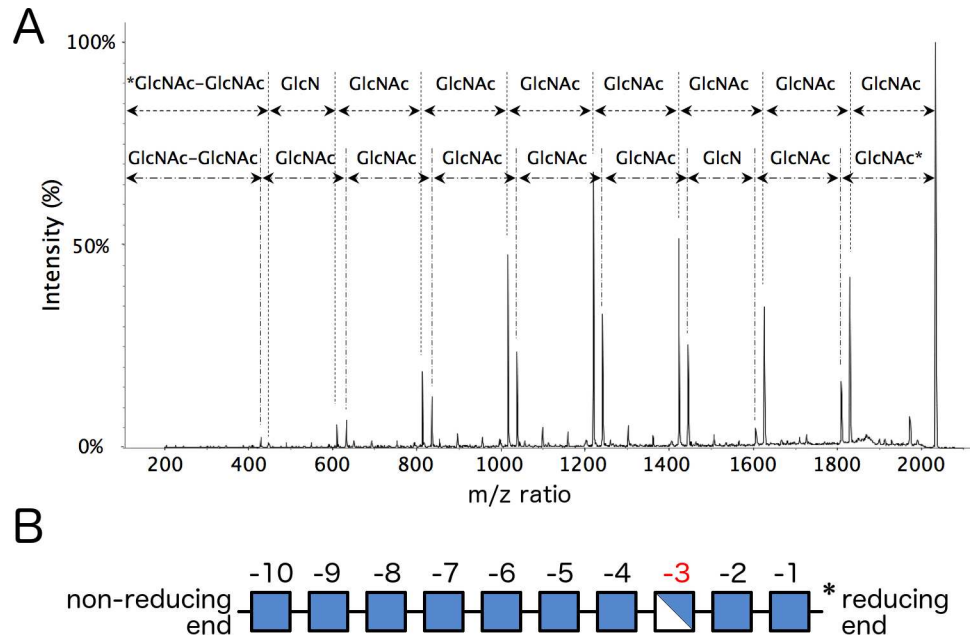 A
100%
*GlcNAc-GlcNAc GlcN GlcNAc GlcNAc GlcNAc GlcNAc GlcNAc GlcNAc GlcNAc
GlcNAc-GlcNAc GlcNAc GlcNAc GlcNAc GlcNAc GlcNAc GlcN GlcNAc GlcNAc*
Intensity (%)
50%
0%
200 400 600 800 1000 1200 1400 1600 1800 2000
m/z ratio
B
-10 -9 -8 -7 -6 -5 -4 -3 -2 -1
non-reducing end
* reducing end